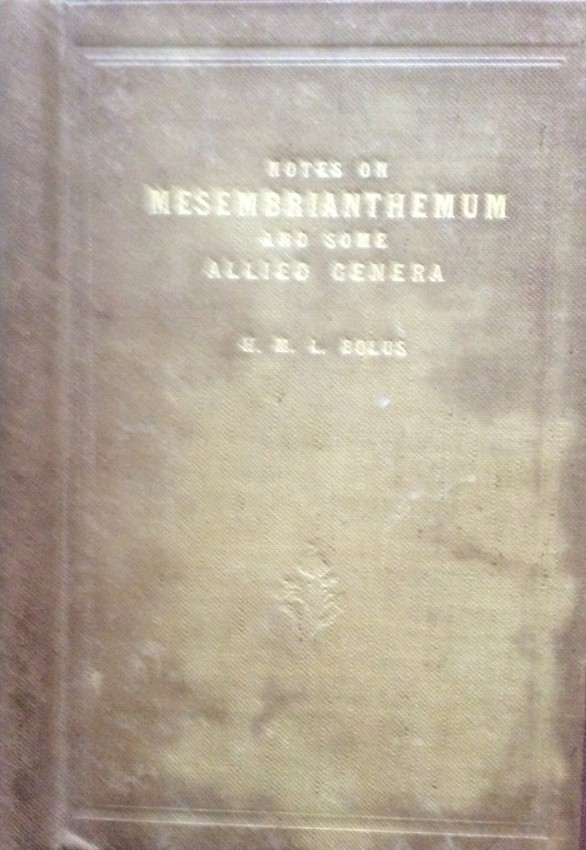 NOTES ON
MESEMBRIANTHEMUM
AND SOME
ALLIED GENERA
H. M. L. BOLUS